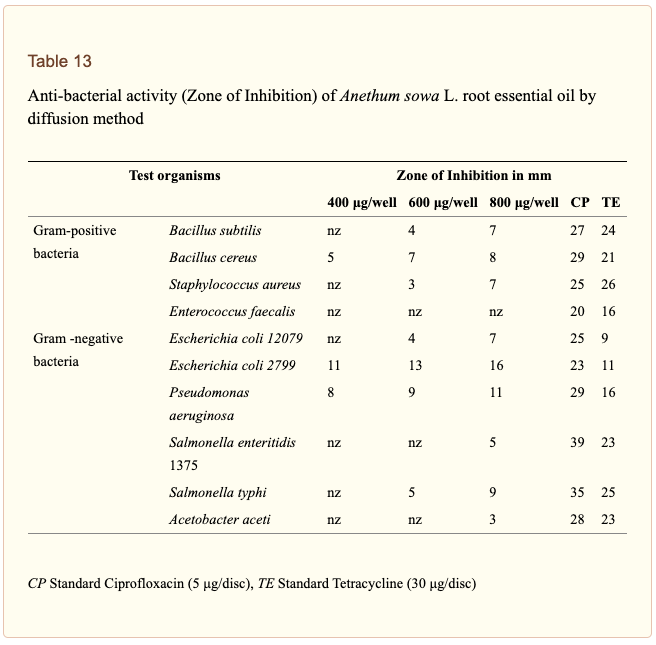 Table 13
Anti-bacterial activity (Zone of Inhibition) of Anethum sowa L. root essential oil by
diffusion method
Test organisms Zone of Inhibition in mm
400 µg/well 600 µg/well 800 µg/well CP TE
Gram-positive Bacillus subtilis nz 4 7 27 24
bacteria
Bacillus cereus 5 7 8 29 21
Staphylococcus aureus nz 3 7 25 26
Enterococcus faecalis nz nz nz 20 16
Gram -negative Escherichia coli 12079 nz 4 7 25 9
bacteria
Escherichia coli 2799 11 13 16 23 11
Pseudomonas 8 9 11 29 16
aeruginosa
Salmonella enteritidis nz nz 5 39 23
1375
Salmonella typhi nz 5 9 35 25
Acetobacter aceti nz nz 3 28 23
CP Standard Ciprofloxacin (5 µg/disc), TE Standard Tetracycline (30 µg/disc)